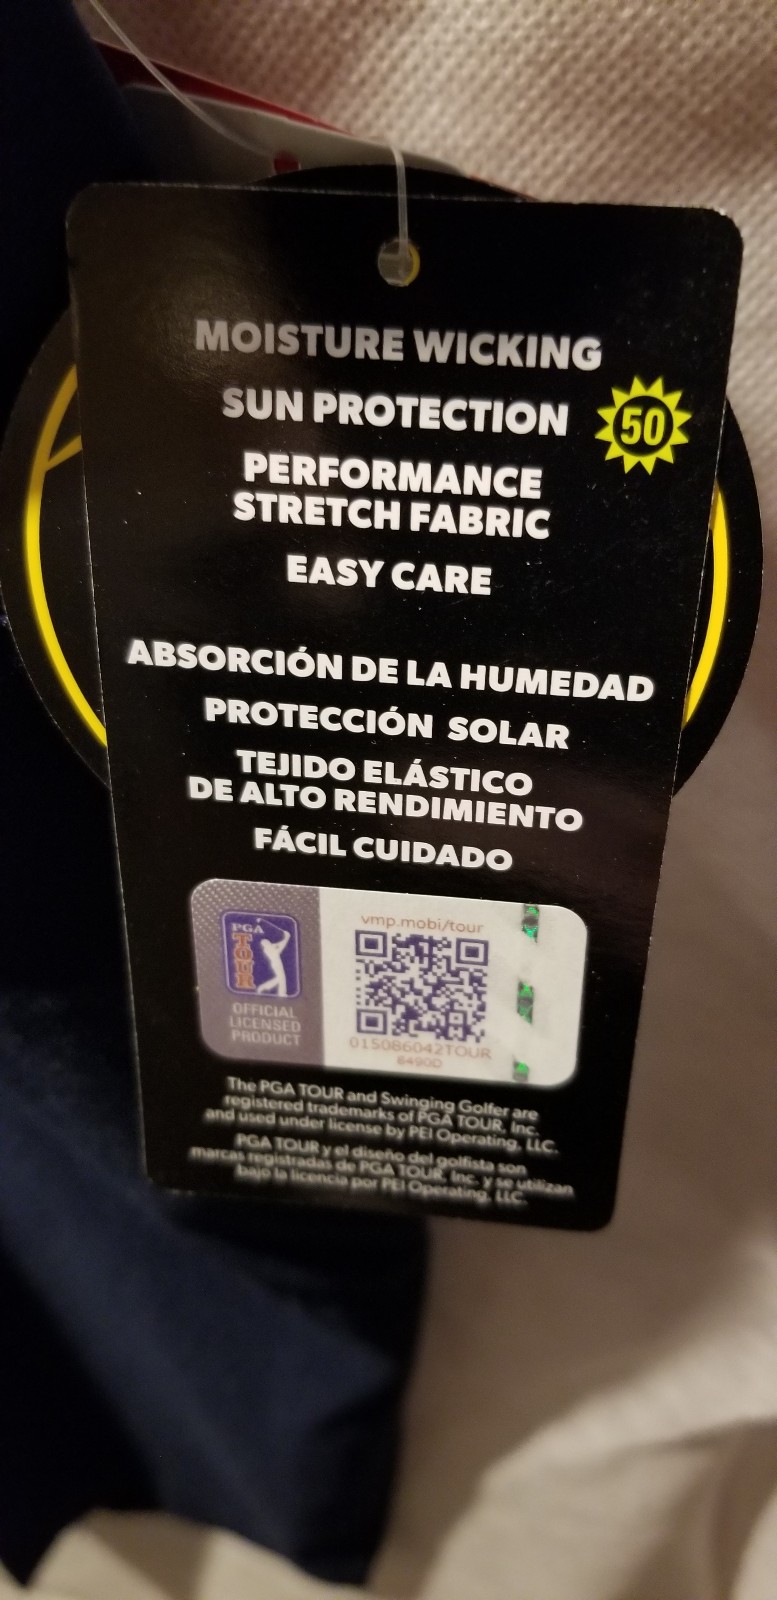 MOISTURE WICKING
SUN PROTECTION 50
PERFORMANCE
STRETCH FABRIC
EASY CARE
ABSORCIÓN DE LA HUMEDAD
PROTECCIÓN SOLAR
TEJIDO ELÁSTICO
DE ALTO RENDIMIENTO
FÁCIL CUIDADO
PGA
TOUR
OFFICIAL
LICENSED
PRODUCT
vmp.mobi/tour
015086042TOUR
B490D
The PGA TOUR and Swinging Golfer are
registered trademarks of PGA TOUR, Inc.
and used under license by PEI Operating, LLC.
PGA TOUR y el diseño del golfista son
marcas registradas de PGA TOUR, Inc. y se utilizan
bajo la licencia por PEI Operating, LLC.